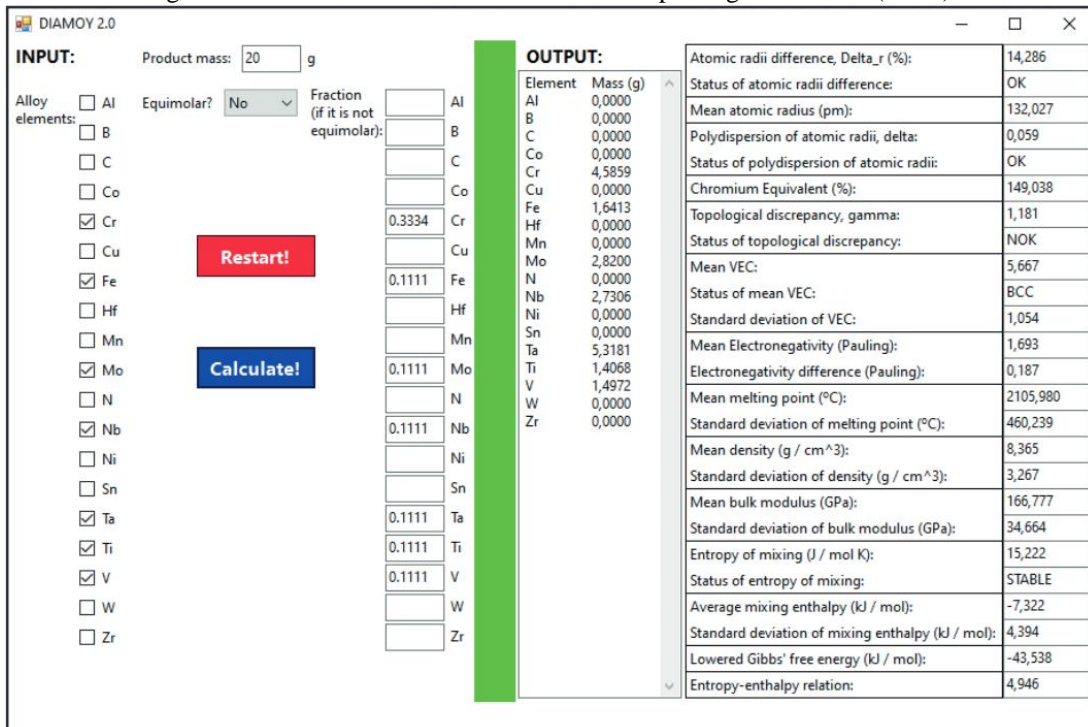 DIAMOY 2.0
INPUT:
Product mass: 20 g
Alloy elements:
Equimolar? No
Fraction (if it is not equimolar):
Al Al
B B
C C
Co Co
Cr 0.3334 Cr
Cu Cu
Fe 0.1111 Fe
Hf Hf
Mn Mn
Mo 0.1111 Mo
N N
Nb 0.1111 Nb
Ni Ni
Sn Sn
Ta 0.1111 Ta
Ti 0.1111 Ti
V 0.1111 V
W W
Zr Zr
Restart!
Calculate!
OUTPUT:
Element Mass (g)
Al 0,0000
B 0,0000
C 0,0000
Co 0,0000
Cr 4,5859
Cu 0,0000
Fe 1,6413
Hf 0,0000
Mn 0,0000
Mo 2,8200
N 0,0000
Nb 2,7306
Ni 0,0000
Sn 0,0000
Ta 5,3181
Ti 1,4068
V 1,4972
W 0,0000
Zr 0,0000
Atomic radii difference, Delta_r (%): 14,286
Status of atomic radii difference: OK
Mean atomic radius (pm): 132,027
Polydispersion of atomic radii, delta: 0,059
Status of polydispersion of atomic radii: OK
Chromium Equivalent (%): 149,038
Topological discrepancy, gamma: 1,181
Status of topological discrepancy: NOK
Mean VEC: 5,667
Status of mean VEC: BCC
Standard deviation of VEC: 1,054
Mean Electronegativity (Pauling): 1,693
Electronegativity difference (Pauling): 0,187
Mean melting point (ºC): 2105,980
Standard deviation of melting point (ºC): 460,239
Mean density (g / cm^3): 8,365
Standard deviation of density (g / cm^3): 3,267
Mean bulk modulus (GPa): 166,777
Standard deviation of bulk modulus (GPa): 34,664
Entropy of mixing (J / mol K): 15,222
Status of entropy of mixing: STABLE
Average mixing enthalpy (kJ / mol): -7,322
Standard deviation of mixing enthalpy (kJ / mol): 4,394
Lowered Gibbs' free energy (kJ / mol): -43,538
Entropy-enthalpy relation: 4,946